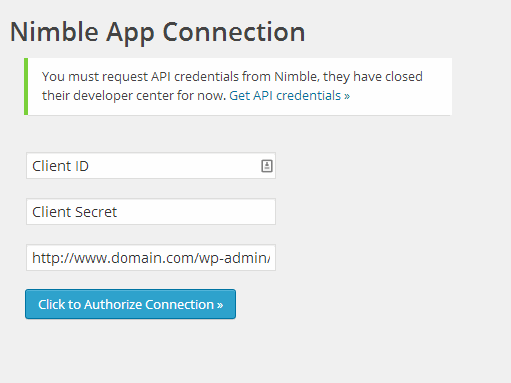 Nimble App Connection
You must request API credentials from Nimble, they have closed
their developer center for now. Get API credentials »
Client ID
Client Secret
http://www.domain.com/wp-admin/
Click to Authorize Connection »